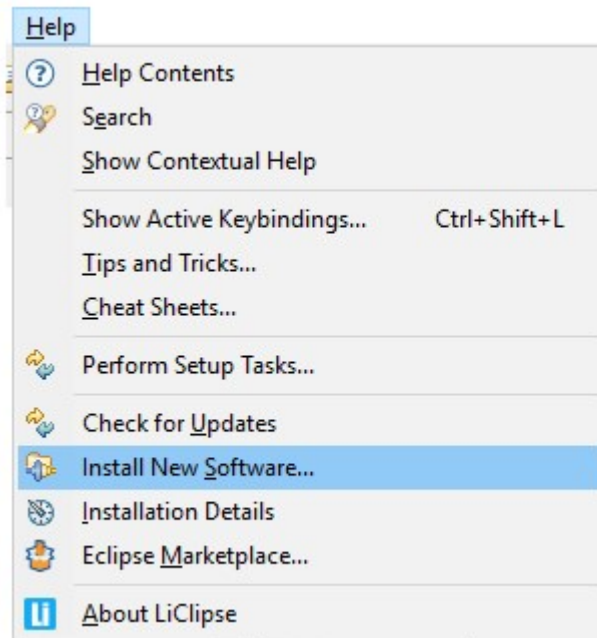 Help
Help Contents
Search
Show Contextual Help
Show Active Keybindings... Ctrl+Shift+L
Tips and Tricks...
Cheat Sheets...
Perform Setup Tasks...
Check for Updates
Install New Software...
Installation Details
Eclipse Marketplace...
Li About LiClipse